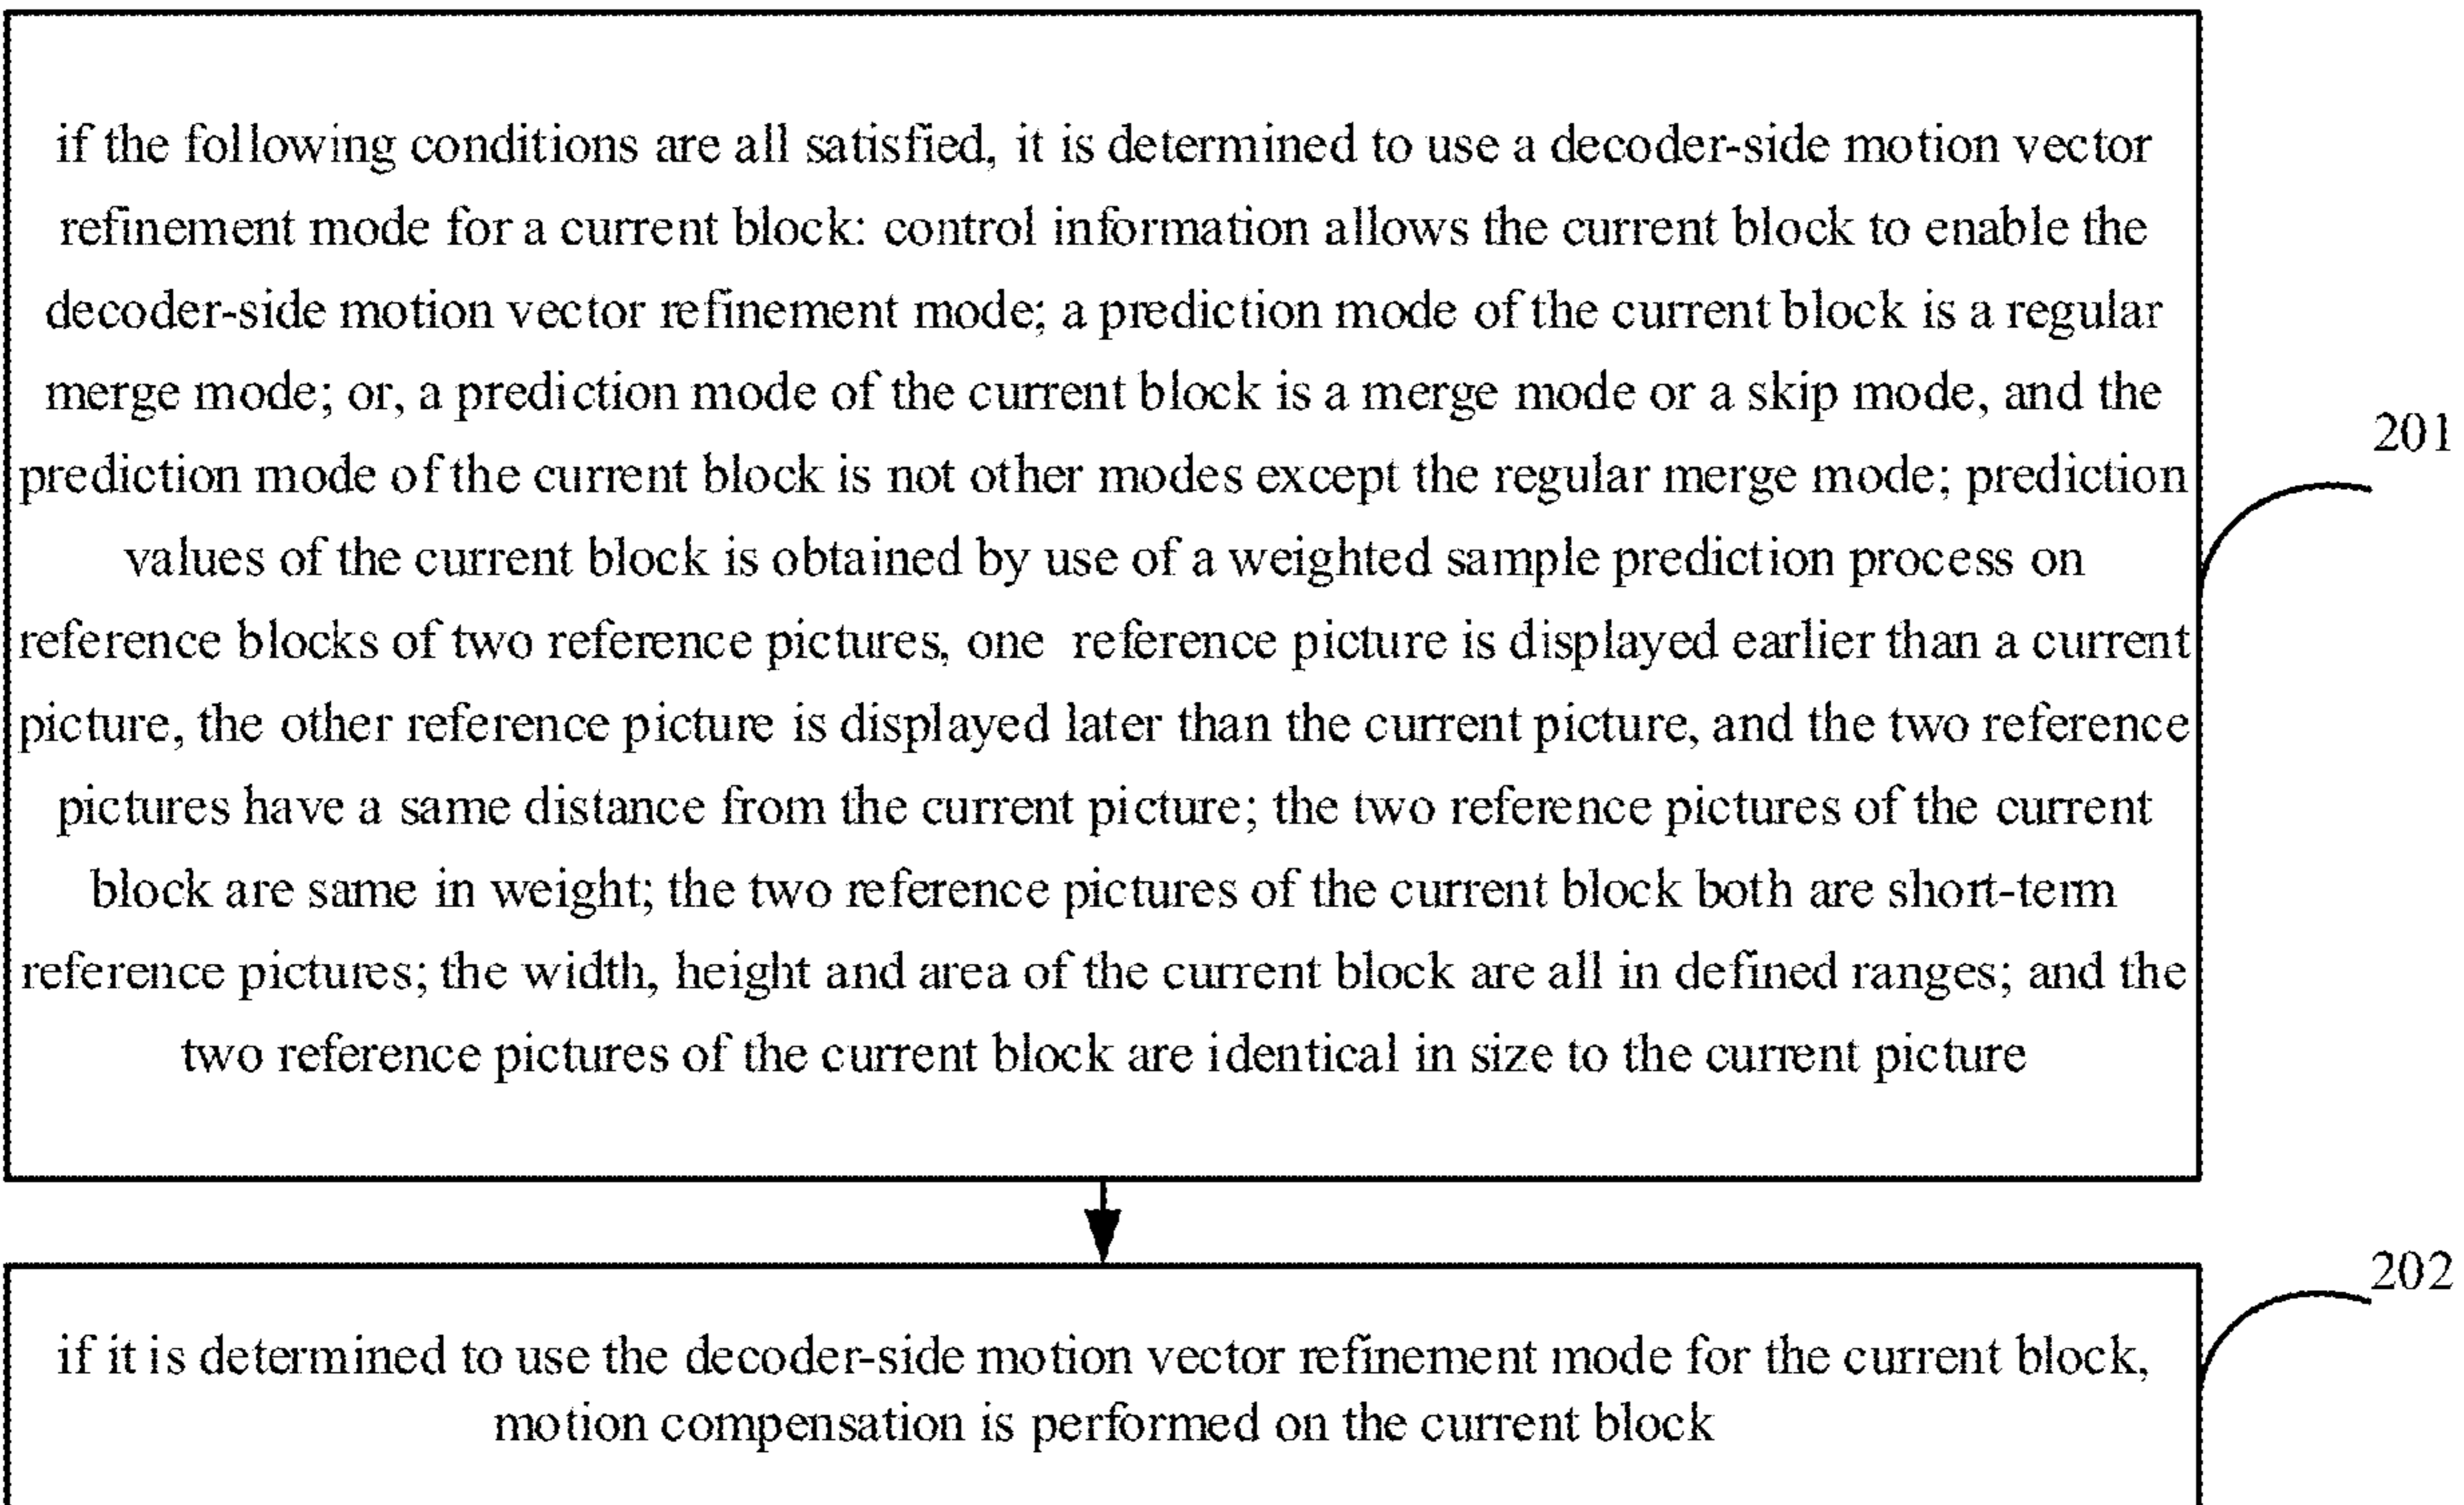 if the following conditions are all satisfied, it is determined to use a decoder-side motion vector
refinement mode for a current block: control information allows the current block to enable the
decoder-side motion vector refinement mode; a prediction mode of the current block is a regular
merge mode; or, a prediction mode of the current block is a merge mode or a skip mode, and the
prediction mode of the current block is not other modes except the regular merge mode; prediction
values of the current block is obtained by use of a weighted sample prediction process on
reference blocks of two reference pictures, one reference picture is displayed earlier than a current
picture, the other reference picture is displayed later than the current picture, and the two reference
pictures have a same distance from the current picture; the two reference pictures of the current
block are same in weight; the two reference pictures of the current block both are short-term
reference pictures; the width, height and area of the current block are all in defined ranges; and the
two reference pictures of the current block are identical in size to the current picture
201
202
if it is determined to use the decoder-side motion vector refinement mode for the current block,
motion compensation is performed on the current block